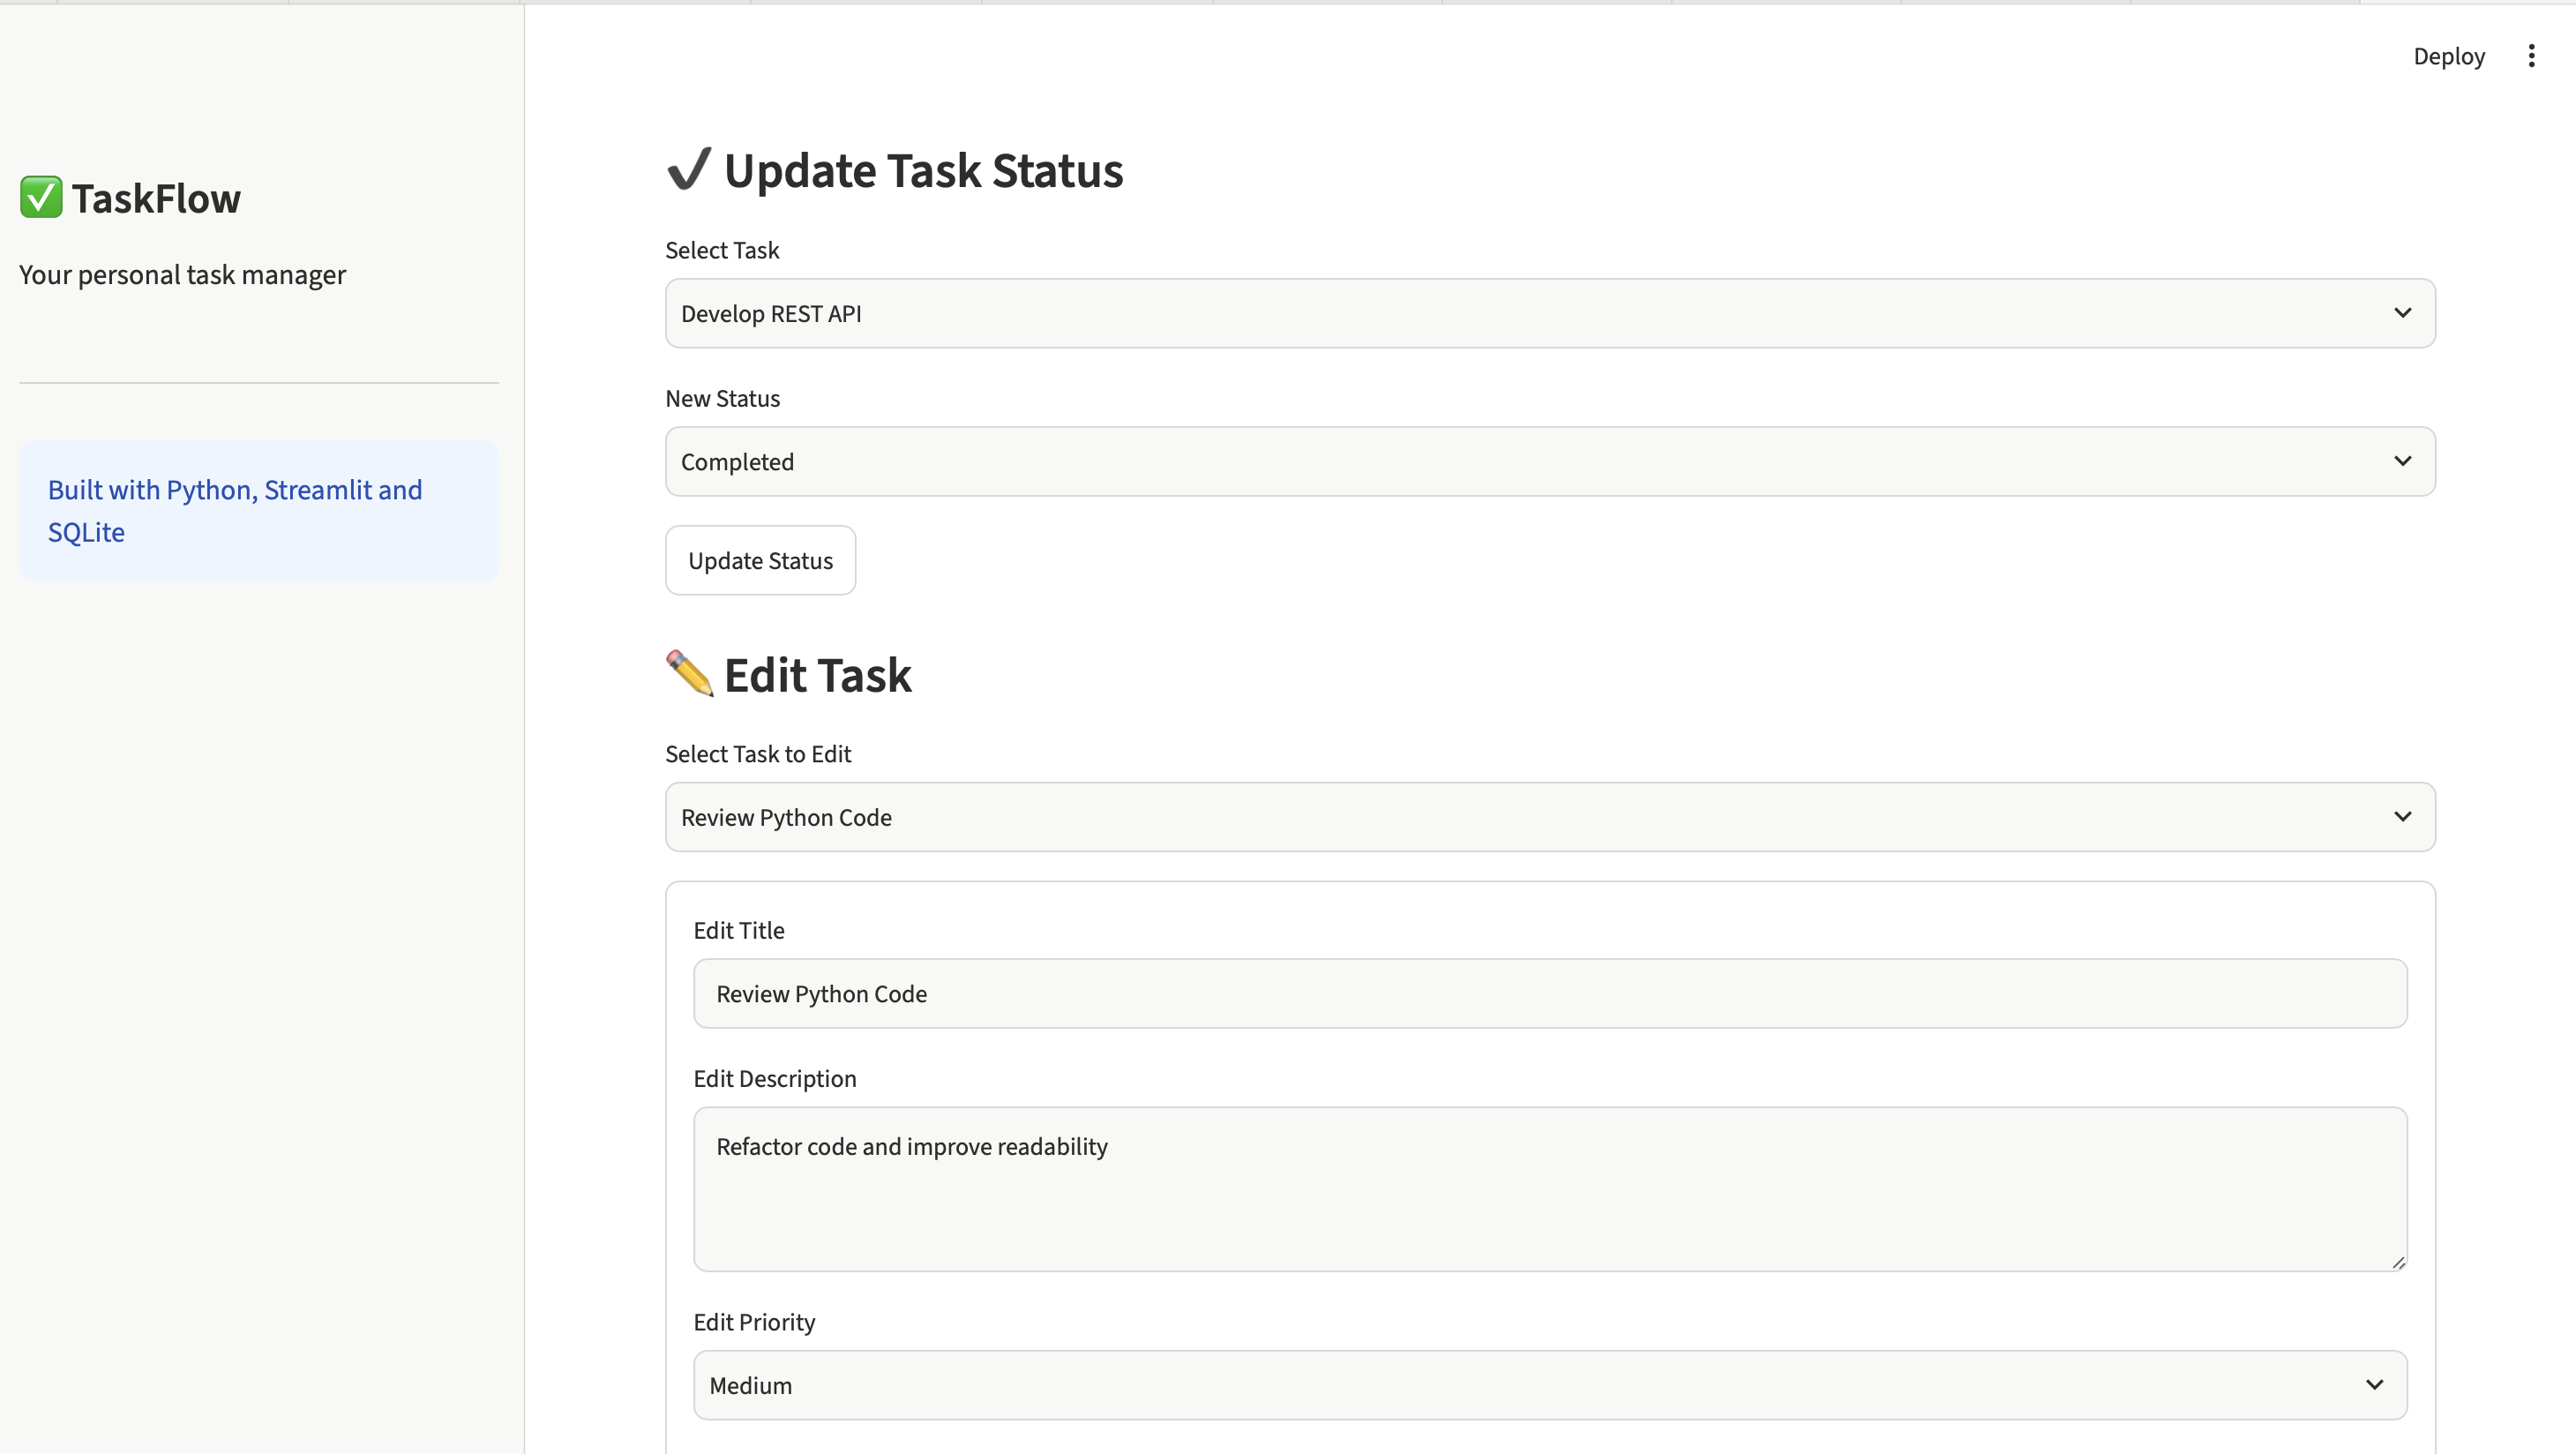 Deploy
TaskFlow
Your personal task manager
Built with Python, Streamlit and
SQLite
Update Task Status
Select Task
Develop REST API
New Status
Completed
Update Status
Edit Task
Select Task to Edit
Review Python Code
Edit Title
Review Python Code
Edit Description
Refactor code and improve readability
Edit Priority
Medium